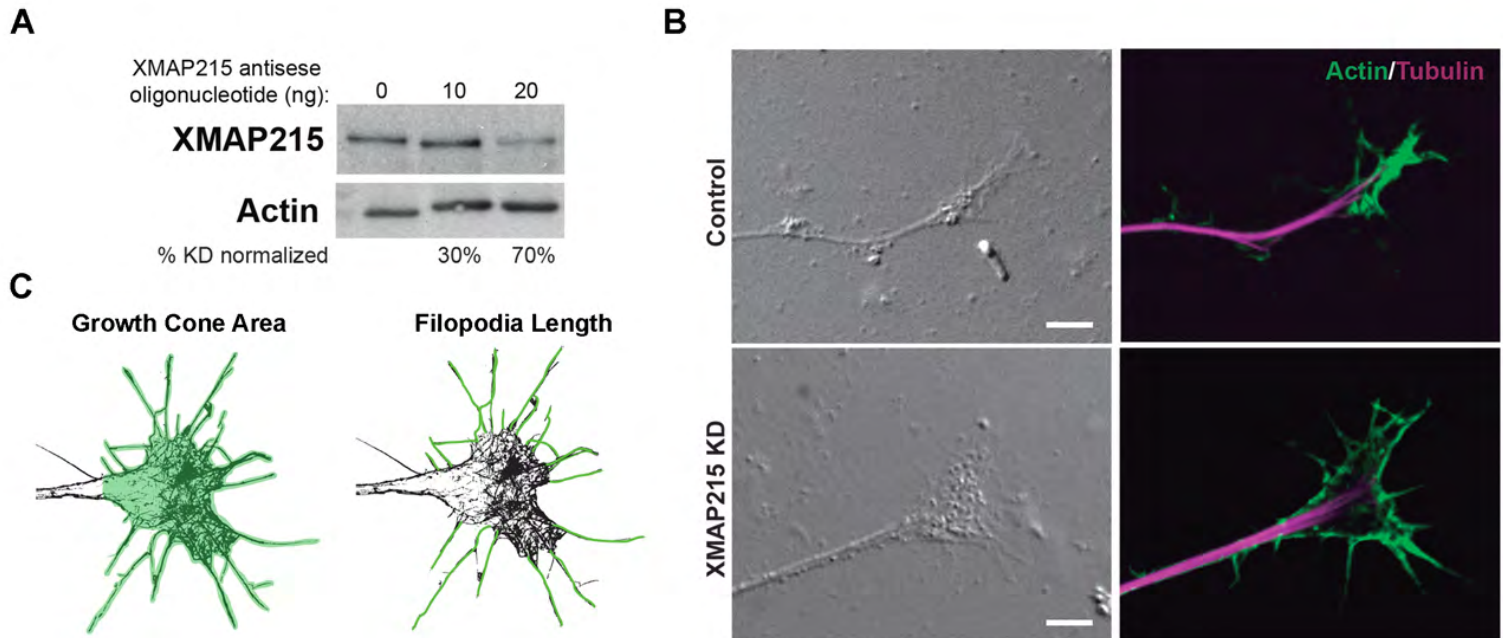 A
XMAP215 antisese
oligonucleotide (ng):
0 10 20
XMAP215
Actin
% KD normalized 30% 70%
B
Actin/Tubulin
Control
XMAP215 KD
C
Growth Cone Area
Filopodia Length